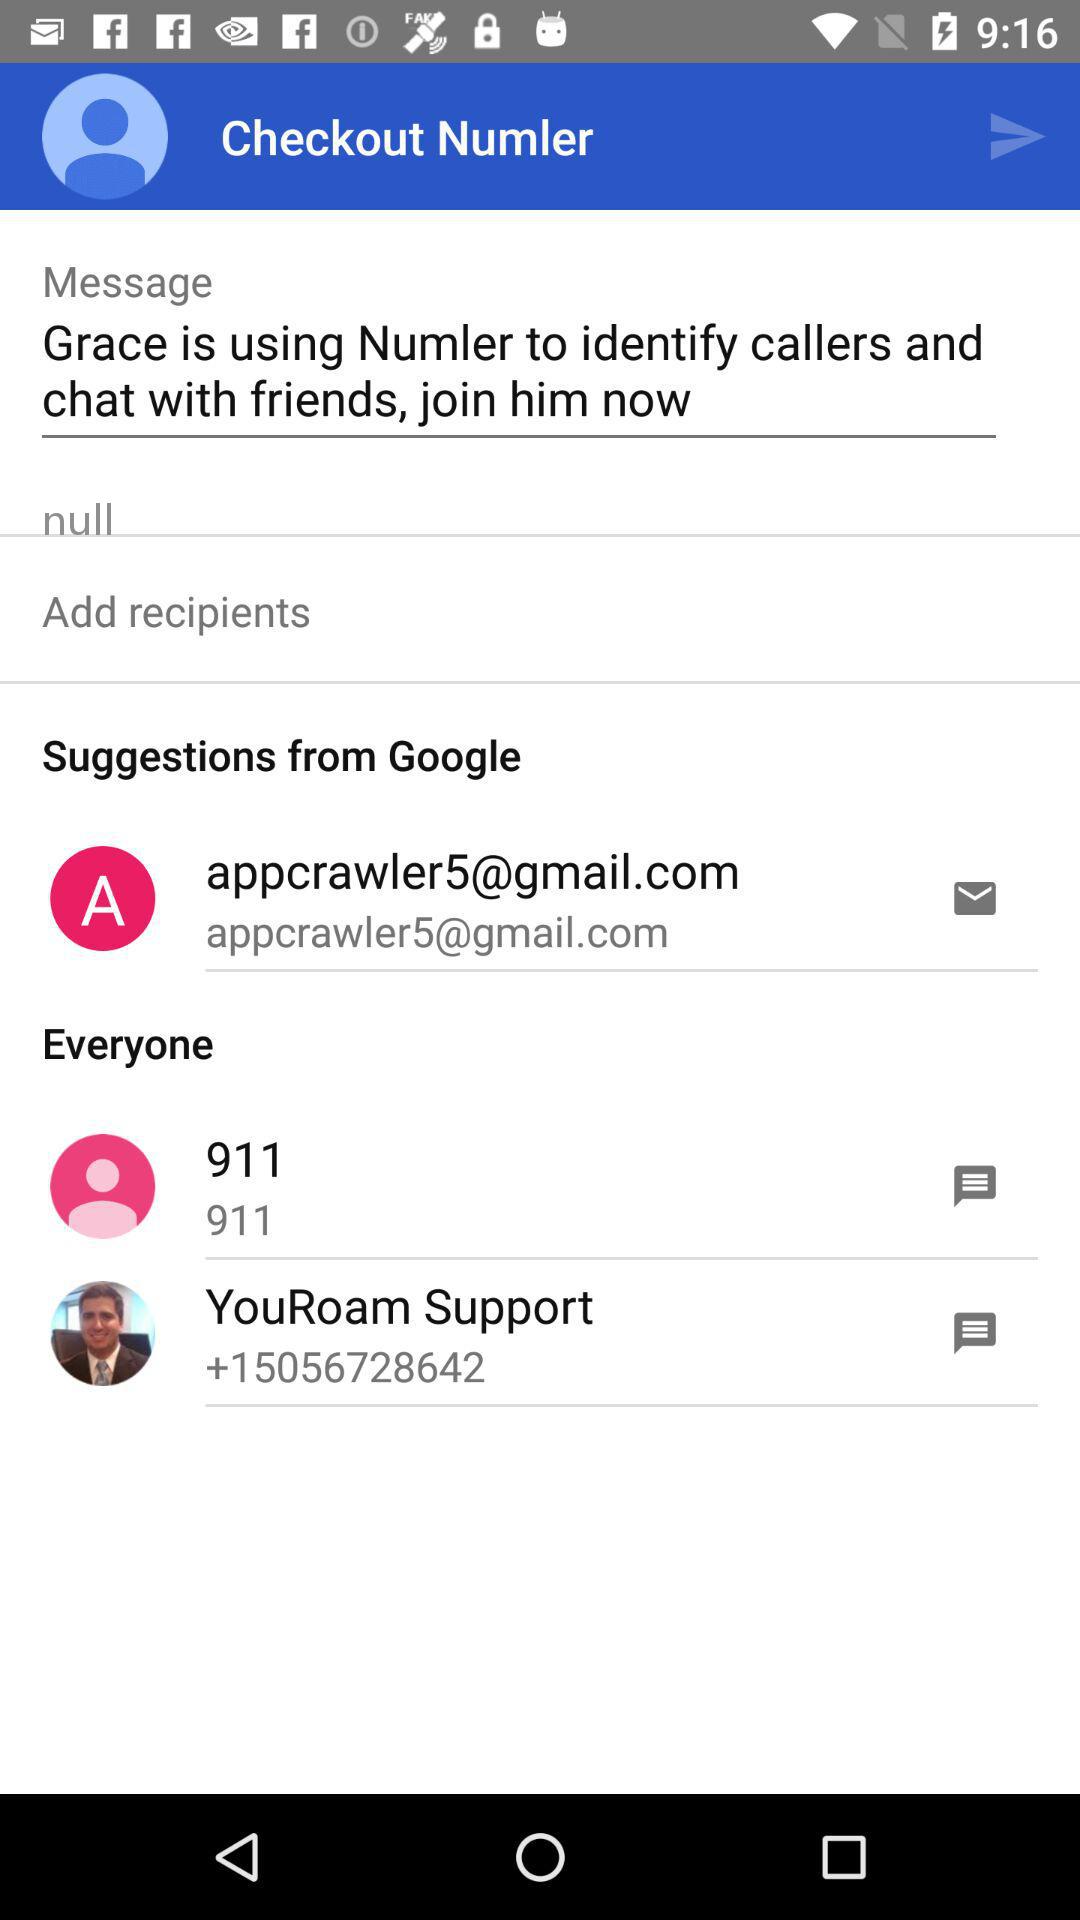 FAKE
9:16
Checkout Numler
Message
Grace is using Numler to identify callers and
chat with friends, join him now
null
Add recipients
Suggestions from Google
A
appcrawler5@gmail.com
appcrawler5@gmail.com
Everyone
911
911
YouRoam Support
+15056728642